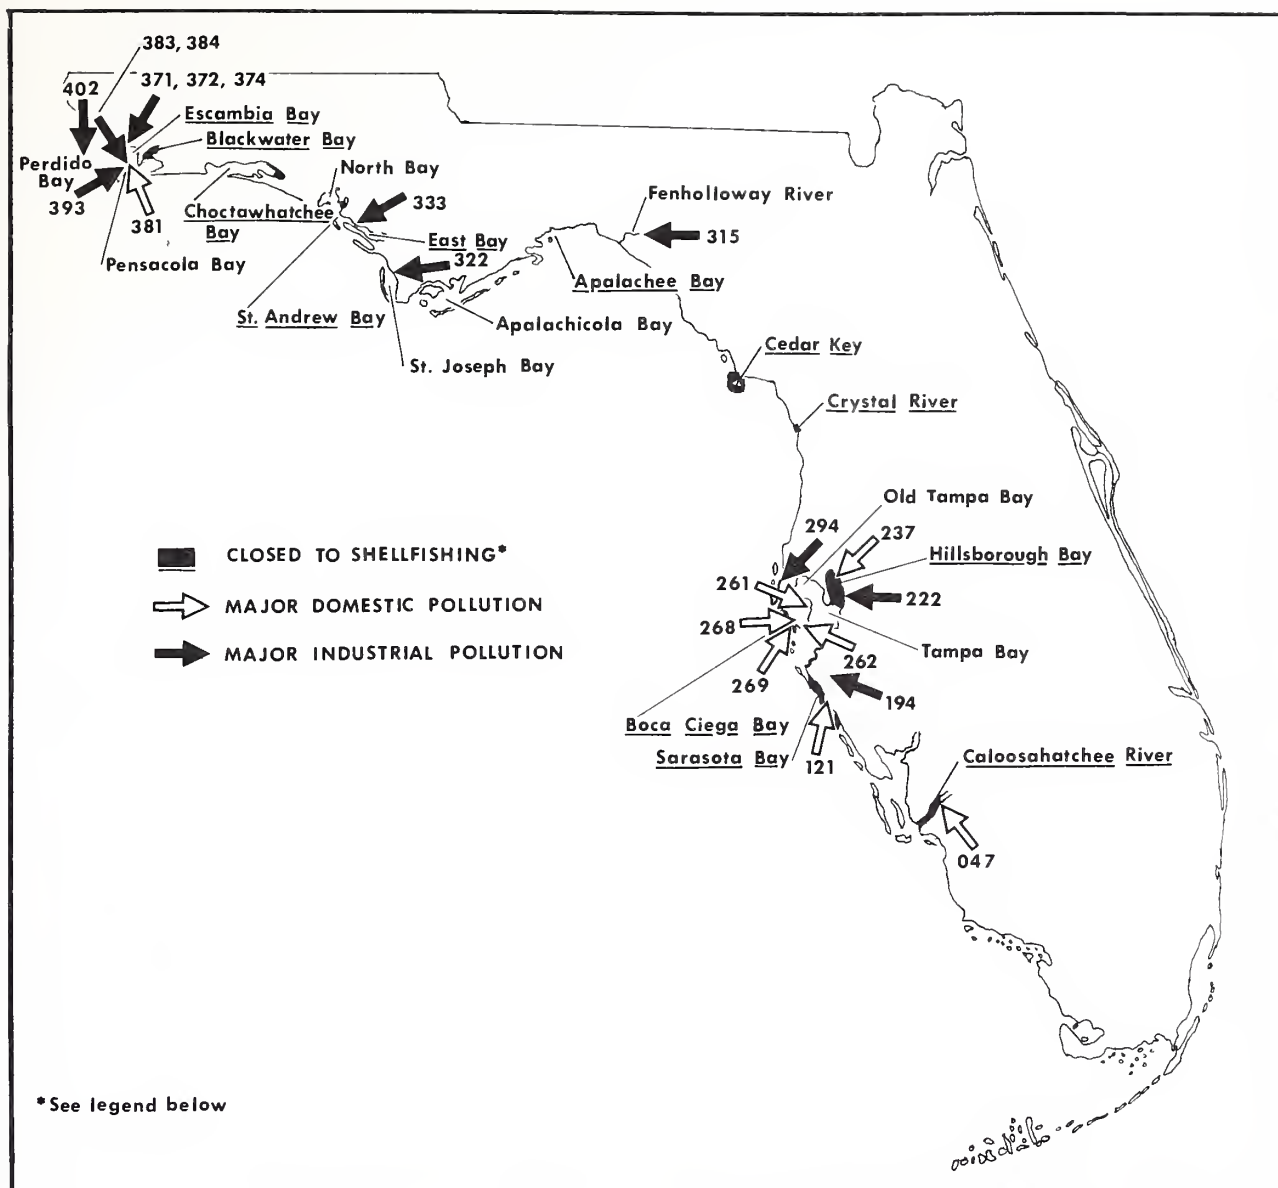 383, 384
371, 372, 374
402
Escambia Bay
Blackwater Bay
Perdido
Bay
North Bay
Fenholloway River
393
381
Choctawhatchee
Bay
333
East Bay
315
Pensacola Bay
322
Apalachee Bay
St. Andrew Bay
Apalachicola Bay
Cedar Key
St. Joseph Bay
Crystal River
Old Tampa Bay
294
237
CLOSED TO SHELLFISHING*
Hillsborough Bay
261
222
MAJOR DOMESTIC POLLUTION
268
MAJOR INDUSTRIAL POLLUTION
262
Tampa Bay
269
194
Boca Ciega Bay
Sarasota Bay
121
Caloosahatchee River
047
*See legend below